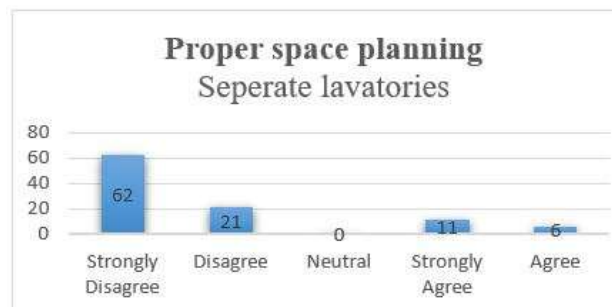 Proper space planning
Seperate lavatories
80
60
40
20
0
62
21
0
11
6
Strongly
Disagree
Disagree
Neutral
Strongly
Agree
Agree